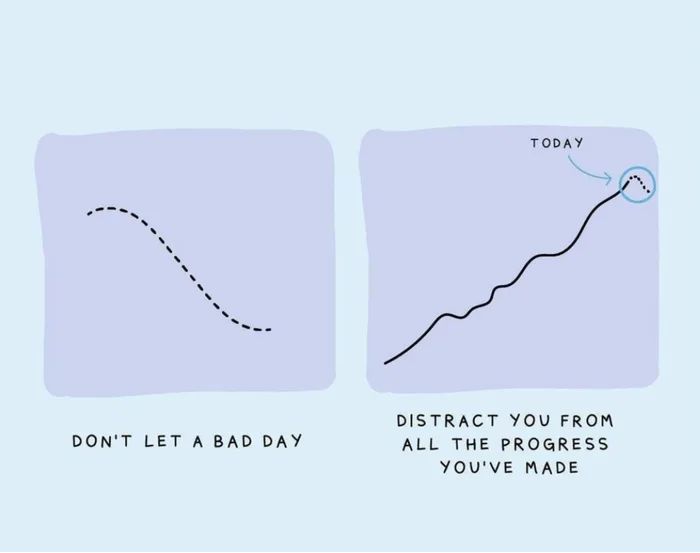 TODAY
DON'T LET A BAD DAY
DISTRACT YOU FROM
ALL THE PROGRESS
YOU'VE MADE